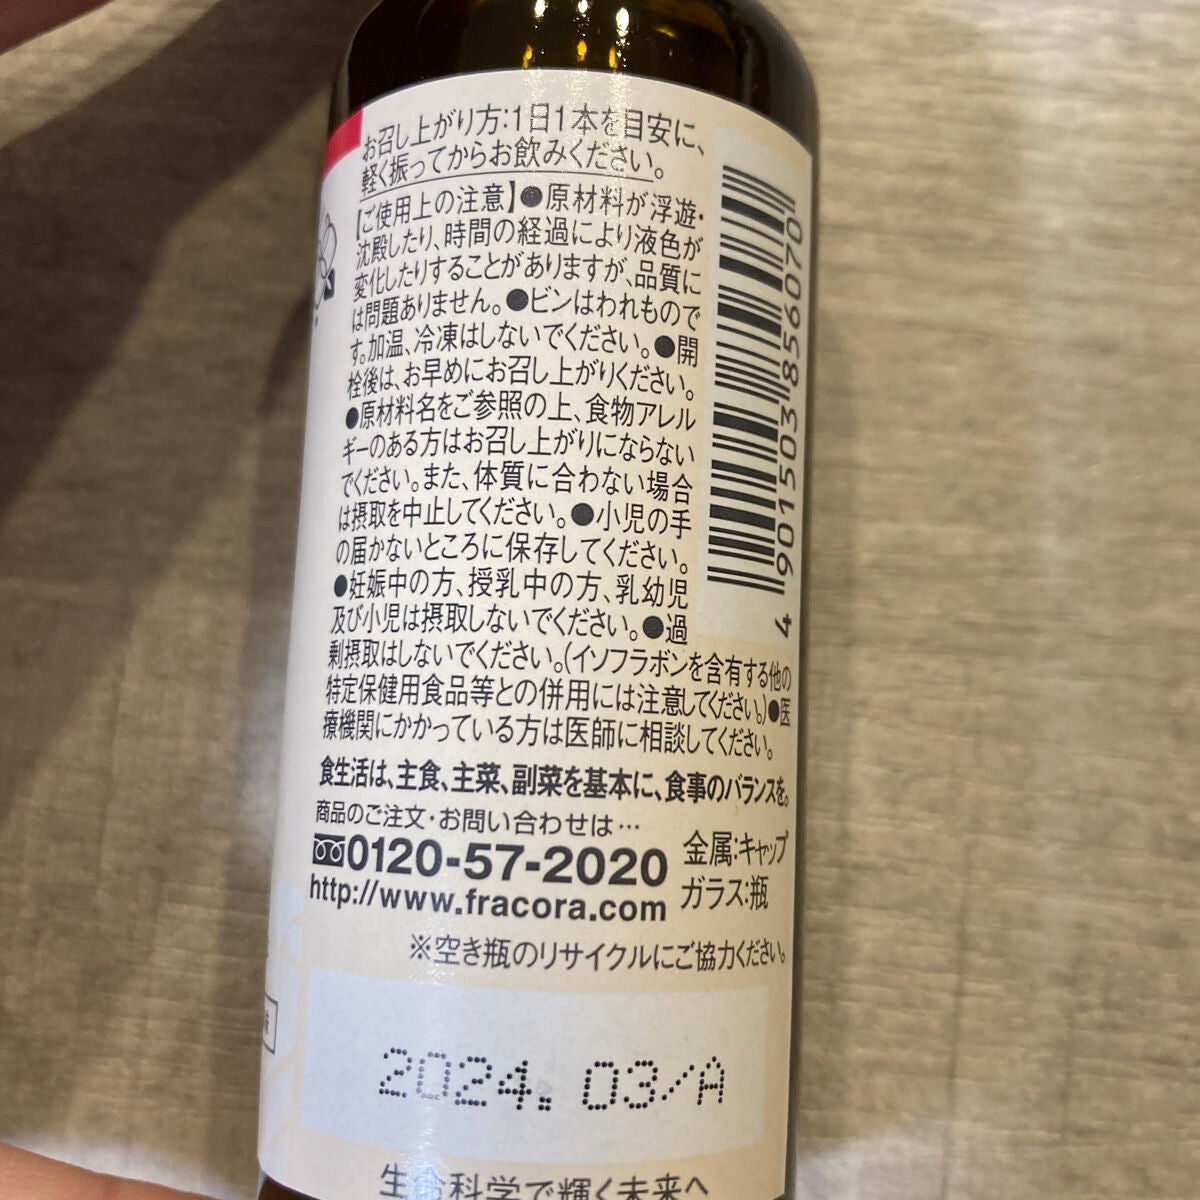 お召し上がり方:1日1本を目安に、
軽く振ってからお飲みください。
【ご使用上の注意】●原材料が浮遊・
沈殿したり、時間の経過により液色が
変化したりすることがありますが、品質に
は問題ありません。●ビンはわれもので
す。加温、冷凍はしないでください。●開
栓後は、お早めにお召し上がりください。
●原材料名をご参照の上、食物アレル
ギーのある方はお召し上がりにならない
でください。また、体質に合わない場合
は摂取を中止してください。●小児の手
の届かないところに保存してください。
●妊娠中の方、授乳中の方、乳幼児
及び小児は摂取しないでください。●過
剰摂取はしないでください。(イソフラボンを含有する他の
特定保健用食品等との併用には注意してください。)●医
療機関にかかっている方は医師に相談してください。
食生活は、主食、主菜、副菜を基本に、食事のバランスを。
商品のご注文・お問い合わせは…
0120-57-2020
http://www.fracora.com
金属:キャップ
ガラス:瓶
※空き瓶のリサイクルにご協力ください。
2024.03/A
生命科学で輝く未来へ
4 901503 856070